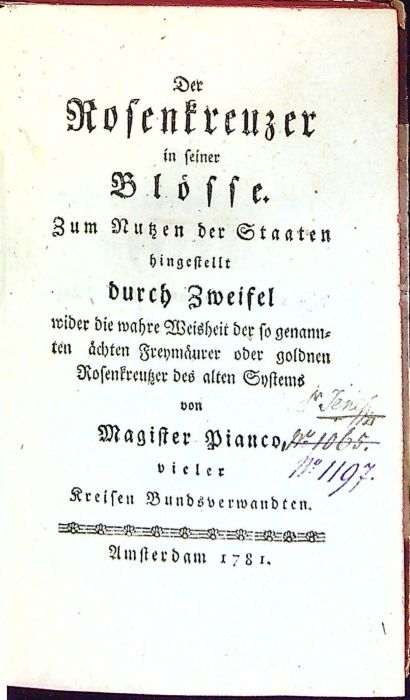 Der
Rosenkreuzer
in seiner
Blösse.
Zum Nutzen der Staaten
hingestellt
durch Zweifel
wider die wahre Weisheit der so genann-
ten ächten Freymäurer oder goldnen
Rosenkreutzer des alten Systems
von
Magister Pianco,
No 1065.
vieler
No 1197.
Kreisen Bundsverwandten.
Amsterdam 1781.